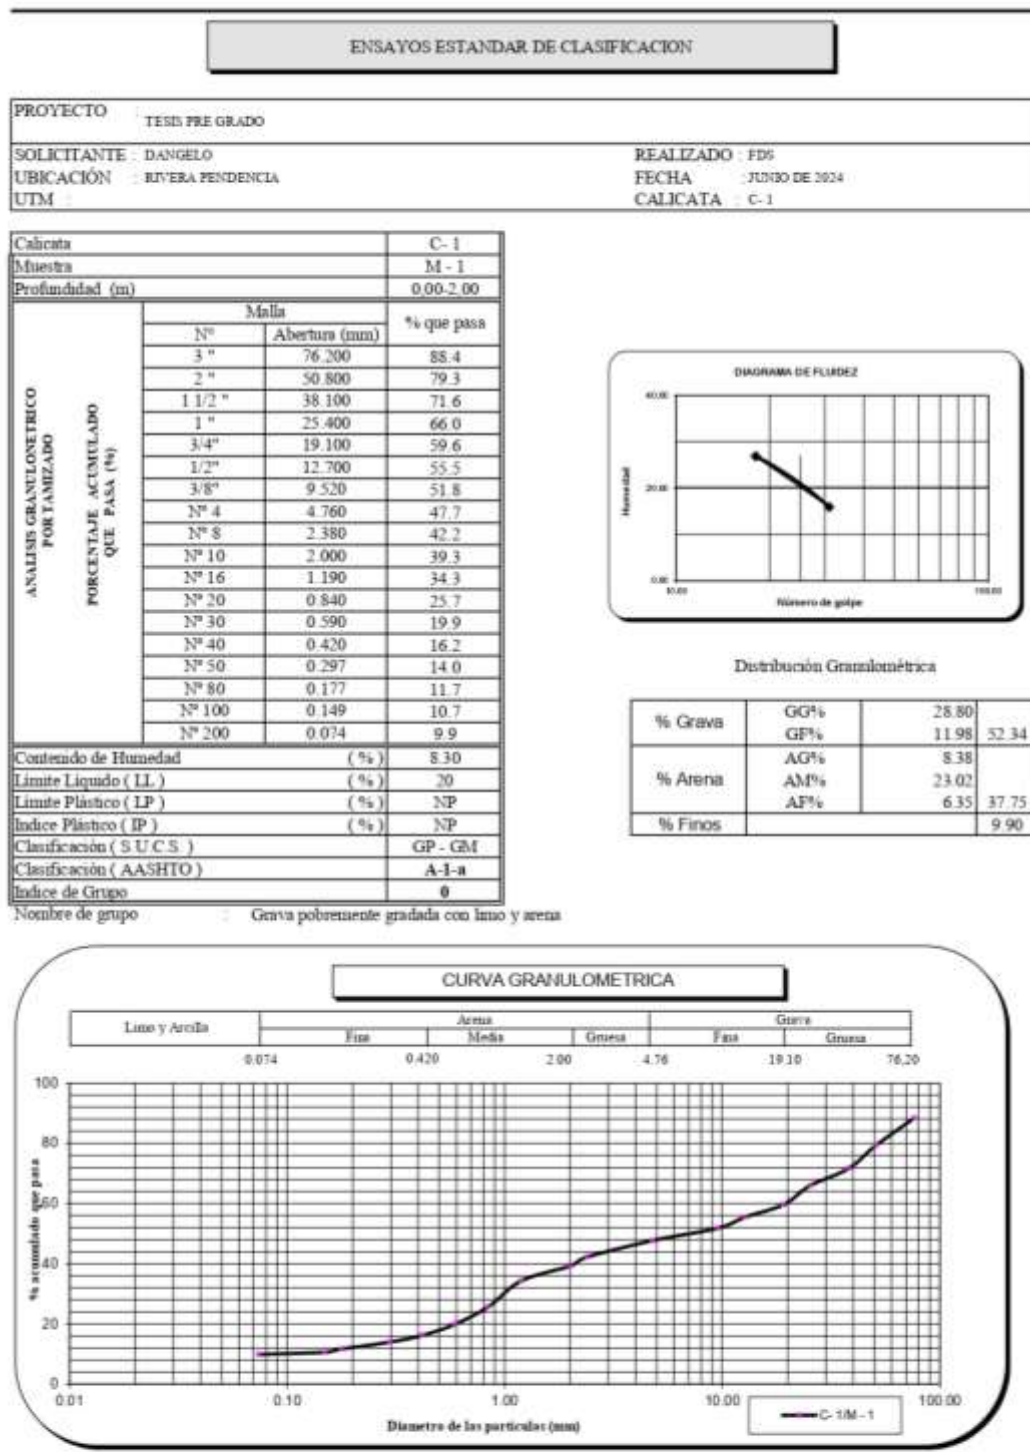 ENSAYOS ESTANDAR DE CLASIFICACION
PROYECTO : TESIS PRE GRADO
SOLICITANTE : DANGELO REALIZADO : FDS
UBICACIÓN : RIVERA PENDENCIA FECHA : JUNIO DE 2024
UTM : CALICATA : C- 1
Calicata C- 1
Muestra M - 1
Profundidad (m) 0,00-2,00
ANALISIS GRANULONETRICO
POR TAMIZADO
PORCENTAJE ACUMULADO
QUE PASA (%)
Malla % que pasa
Nº Abertura (mm)
3 " 76.200 88.4
2 " 50.800 79.3
1 1/2 " 38.100 71.6
1 " 25.400 66.0
3/4" 19.100 59.6
1/2" 12.700 55.5
3/8" 9.520 51.8
Nº 4 4.760 47.7
Nº 8 2.380 42.2
Nº 10 2.000 39.3
Nº 16 1.190 34.3
Nº 20 0.840 25.7
Nº 30 0.590 19.9
Nº 40 0.420 16.2
Nº 50 0.297 14.0
Nº 80 0.177 11.7
Nº 100 0.149 10.7
Nº 200 0.074 9.9
Contenido de Humedad ( % ) 8.30
Limite Liquido ( LL ) ( % ) 20
Limite Plástico ( LP ) ( % ) NP
Indice Plástico ( IP ) ( % ) NP
Clasificación ( S.U.C.S. ) GP - GM
Clasificación ( AASHTO ) A-1-a
Indice de Grupo 0
Nombre de grupo : Grava pobremente gradada con limo y arena
DIAGRAMA DE FLUIDEZ
40.00
20.00
0.00
Humedad
10.00 100.00
Número de golpe
Distribución Granulométrica
% Grava GG% 28.80
GF% 11.98 52.34
% Arena AG% 8.38
AM% 23.02
AF% 6.35 37.75
% Finos 9.90
CURVA GRANULOMETRICA
Limo y Arcilla Arena Grava
Fina Media Gruesa Fina Gruesa
0.074 0.420 2.00 4.76 19.10 76.20
100
80
60
40
20
0
% acumulado que pasa
0.01 0.10 1.00 10.00 100.00
Diametro de las particulas (mm)
C- 1/M - 1